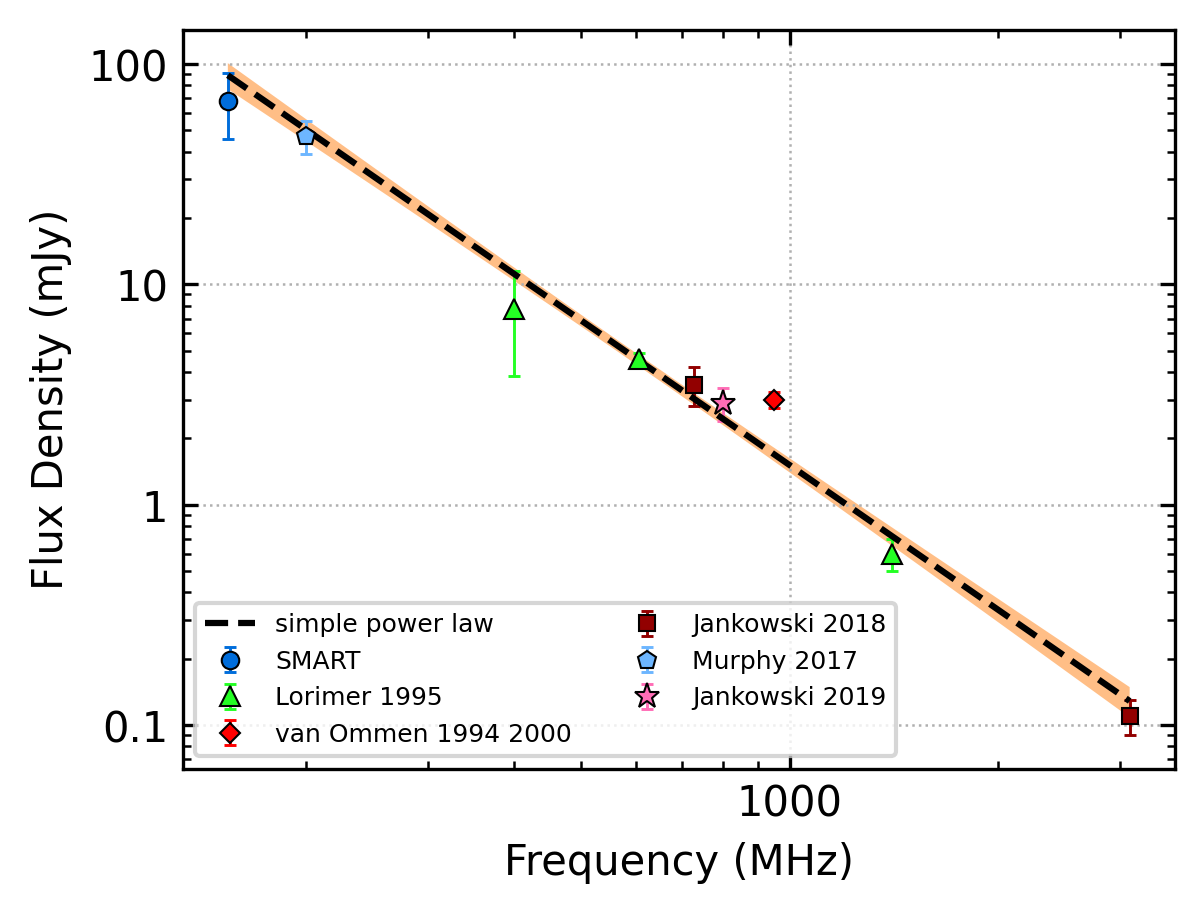 100
10
1
0.1
Flux Density (mJy)
simple power law
SMART
Lorimer 1995
van Ommen 1994 2000
Jankowski 2018
Murphy 2017
Jankowski 2019
1000
Frequency (MHz)